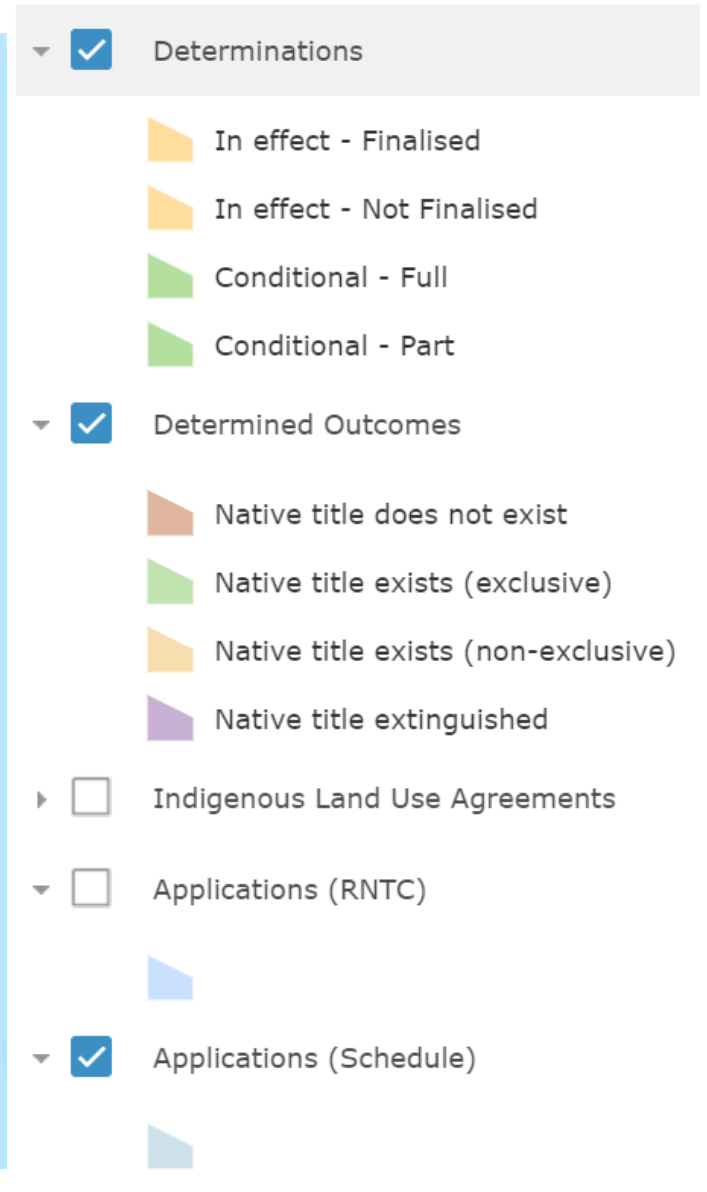 Determinations
In effect - Finalised
In effect - Not Finalised
Conditional - Full
Conditional - Part
Determined Outcomes
Native title does not exist
Native title exists (exclusive)
Native title exists (non-exclusive)
Native title extinguished
Indigenous Land Use Agreements
Applications (RNTC)
Applications (Schedule)